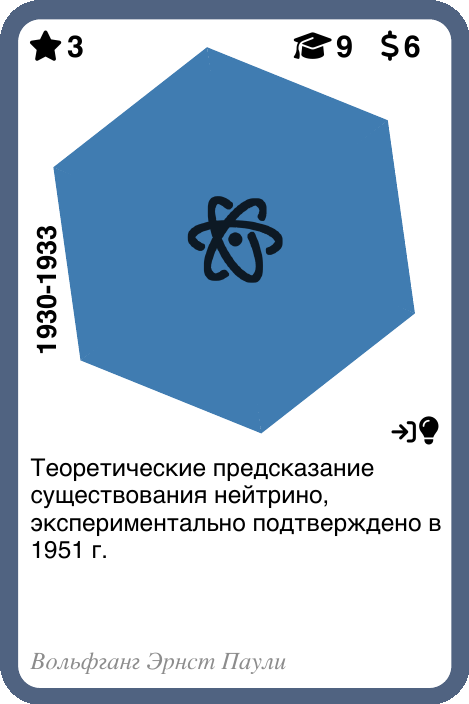 3
9
$6
1930-1933
Теоретические предсказание
существования нейтрино,
экспериментально подтверждено в
1951 г.
Вольфганг Эрнст Паули